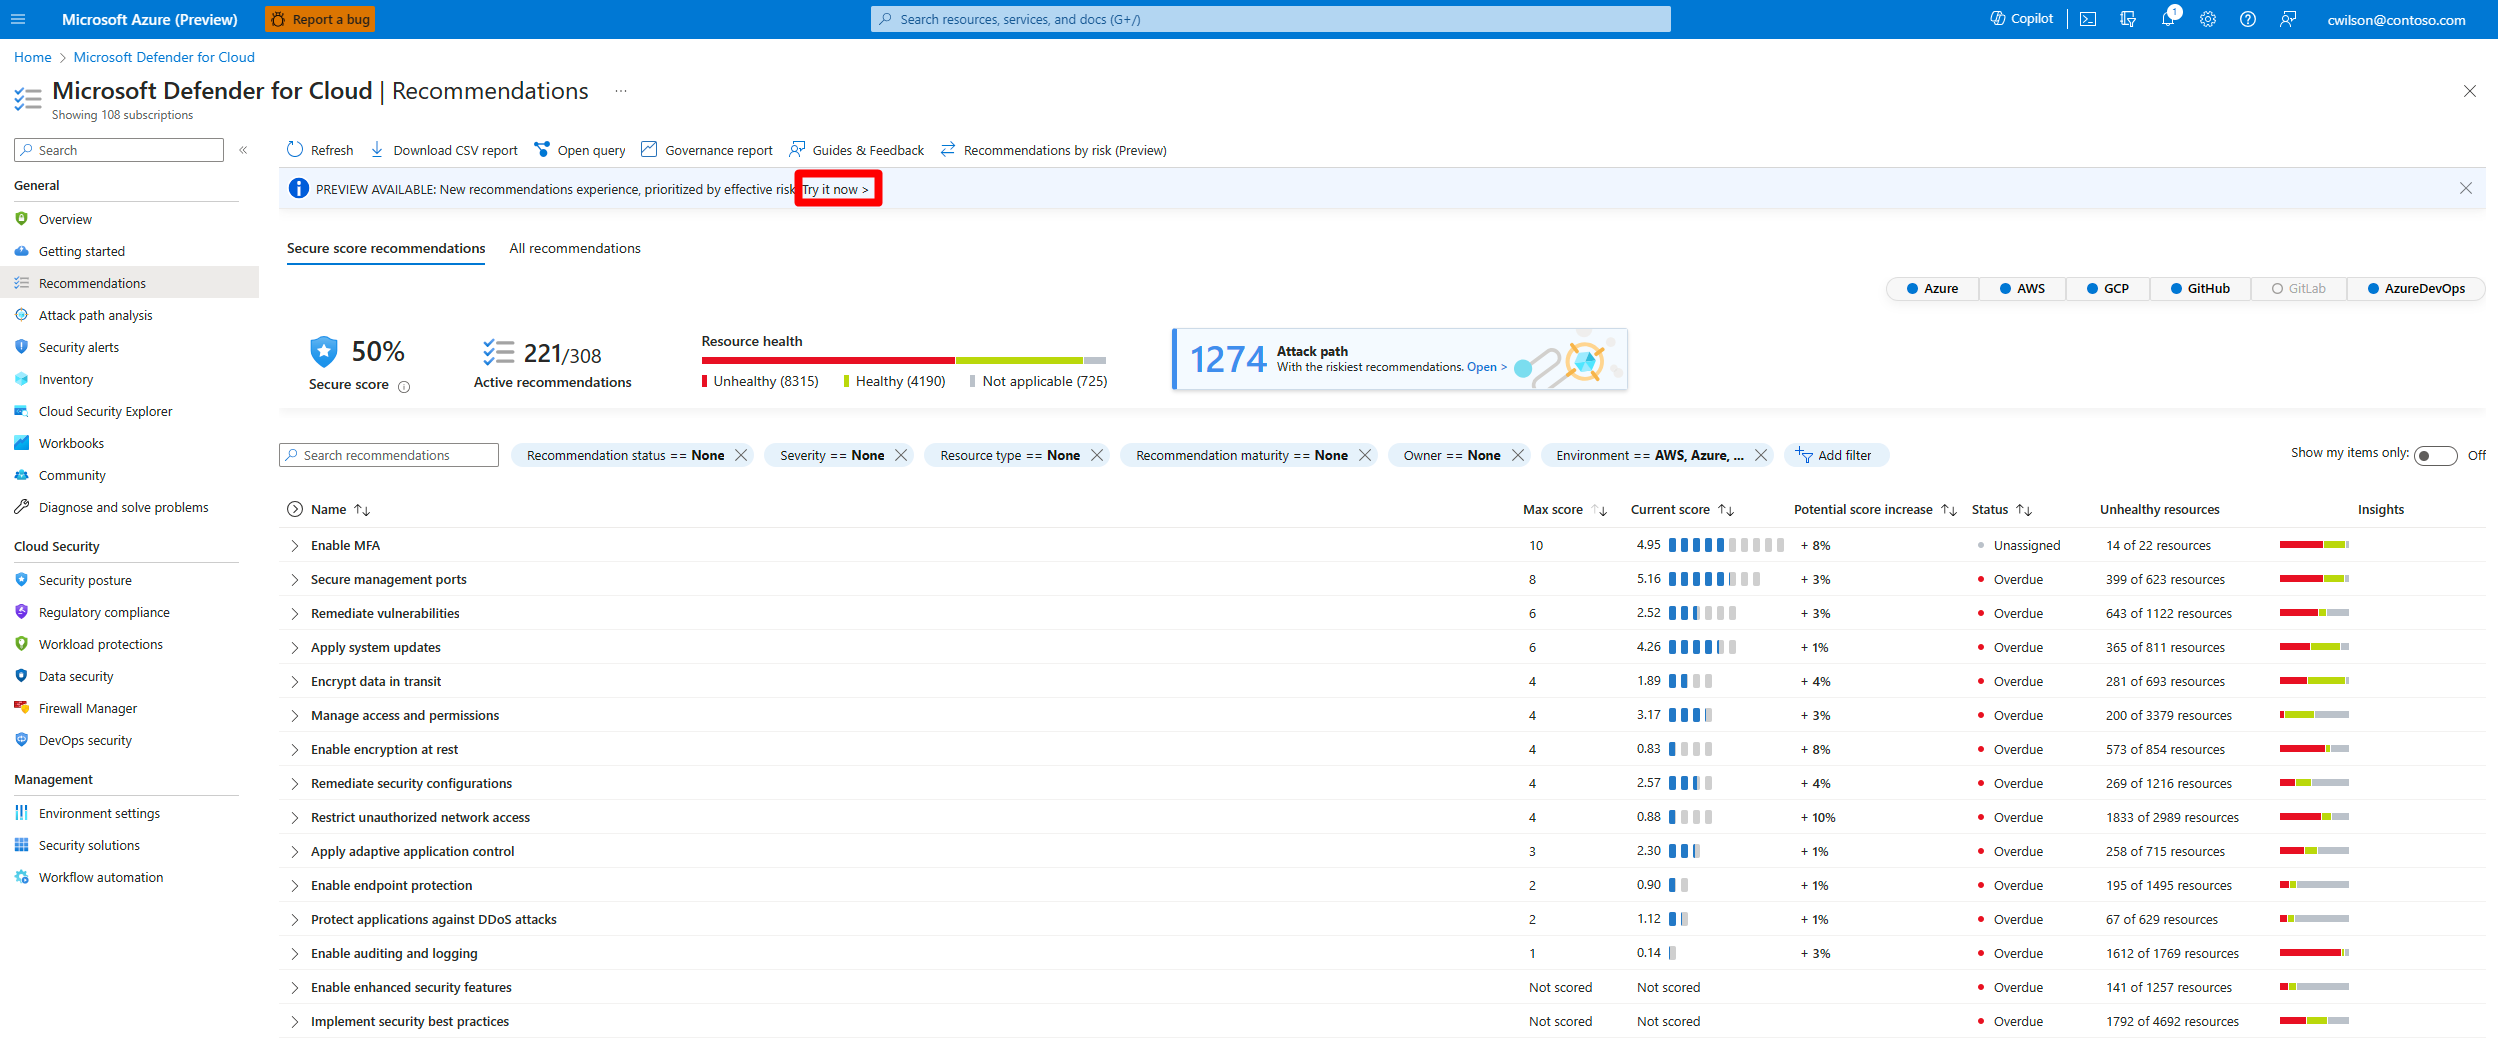 Microsoft Azure (Preview)
Report a bug
Search resources, services, and docs (G+/)
Copilot
1
cwilson@contoso.com
Home > Microsoft Defender for Cloud
Microsoft Defender for Cloud | Recommendations ...
Showing 108 subscriptions
Search
«
General
Overview
Getting started
Recommendations
Attack path analysis
Security alerts
Inventory
Cloud Security Explorer
Workbooks
Community
Diagnose and solve problems
Cloud Security
Security posture
Regulatory compliance
Workload protections
Data security
Firewall Manager
DevOps security
Management
Environment settings
Security solutions
Workflow automation
Refresh Download CSV report Open query Governance report Guides & Feedback Recommendations by risk (Preview)
PREVIEW AVAILABLE: New recommendations experience, prioritized by effective risk Try it now >
Secure score recommendations All recommendations
Azure AWS GCP GitHub GitLab AzureDevOps
50%
Secure score
221/308
Active recommendations
Resource health
Unhealthy (8315) Healthy (4190) Not applicable (725)
1274
Attack path
With the riskiest recommendations. Open >
Search recommendations
Recommendation status == None
Severity == None
Resource type == None
Recommendation maturity == None
Owner == None
Environment == AWS, Azure, ...
Add filter
Show my items only: Off
Name Max score Current score Potential score increase Status Unhealthy resources Insights
Enable MFA 10 4.95 + 8% Unassigned 14 of 22 resources
Secure management ports 8 5.16 + 3% Overdue 399 of 623 resources
Remediate vulnerabilities 6 2.52 + 3% Overdue 643 of 1122 resources
Apply system updates 6 4.26 + 1% Overdue 365 of 811 resources
Encrypt data in transit 4 1.89 + 4% Overdue 281 of 693 resources
Manage access and permissions 4 3.17 + 3% Overdue 200 of 3379 resources
Enable encryption at rest 4 0.83 + 8% Overdue 573 of 854 resources
Remediate security configurations 4 2.57 + 4% Overdue 269 of 1216 resources
Restrict unauthorized network access 4 0.88 + 10% Overdue 1833 of 2989 resources
Apply adaptive application control 3 2.30 + 1% Overdue 258 of 715 resources
Enable endpoint protection 2 0.90 + 1% Overdue 195 of 1495 resources
Protect applications against DDoS attacks 2 1.12 + 1% Overdue 67 of 629 resources
Enable auditing and logging 1 0.14 + 3% Overdue 1612 of 1769 resources
Enable enhanced security features Not scored Not scored Overdue 141 of 1257 resources
Implement security best practices Not scored Not scored Overdue 1792 of 4692 resources